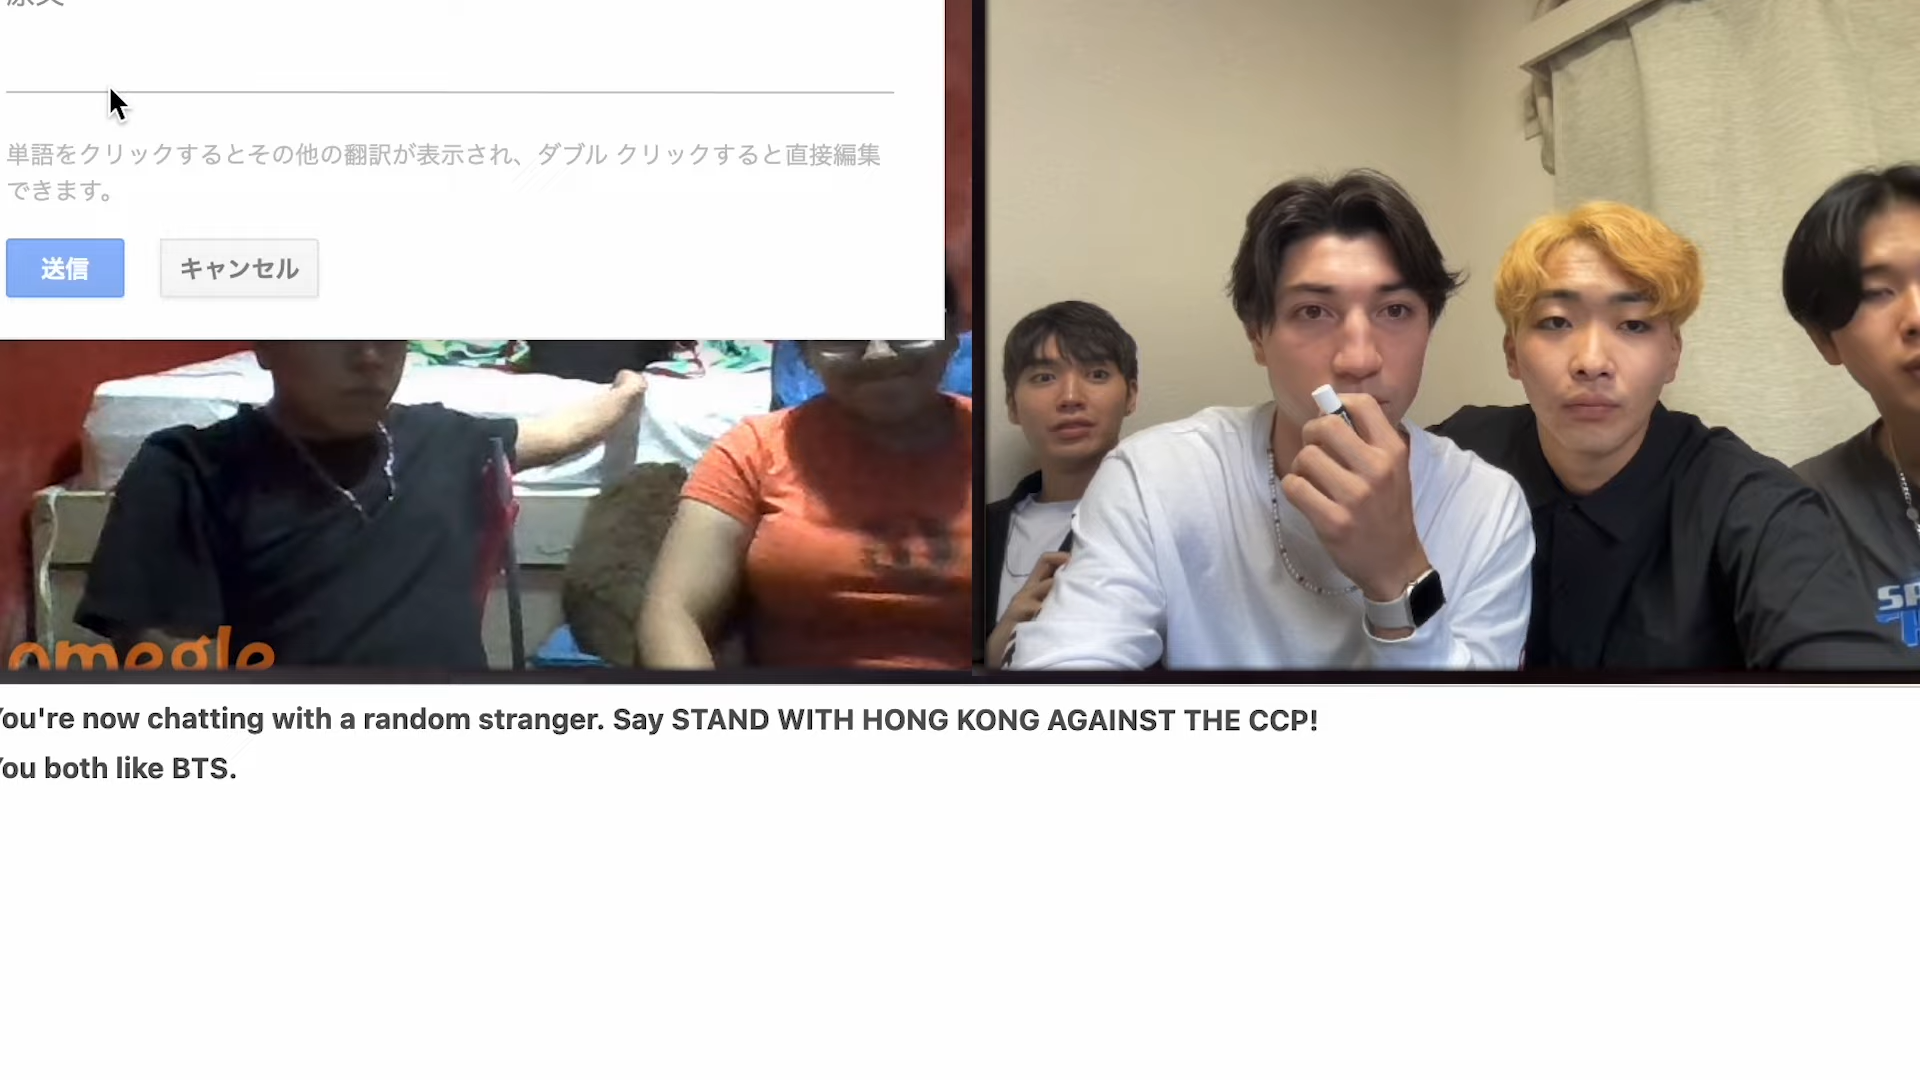 単語をクリックするとその他の翻訳が表示され、ダブル クリックすると直接編集
できます。
送信
キャンセル
omegle
You're now chatting with a random stranger. Say STAND WITH HONG KONG AGAINST THE CCP!
You both like BTS.